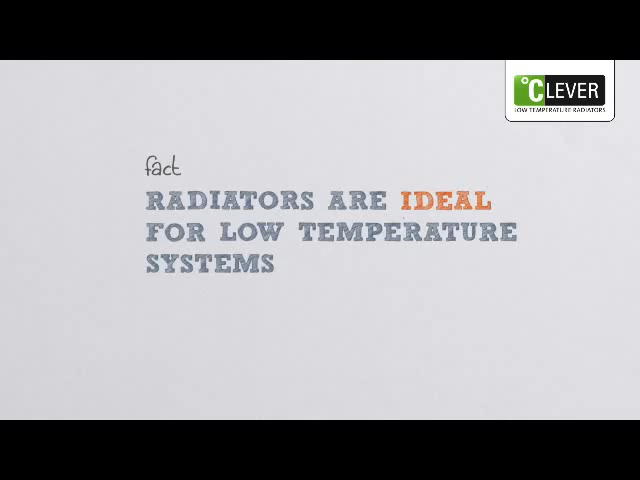 °CLEVER
LOW TEMPERATURE RADIATORS
fact
RADIATORS ARE IDEAL
FOR LOW TEMPERATURE
SYSTEMS